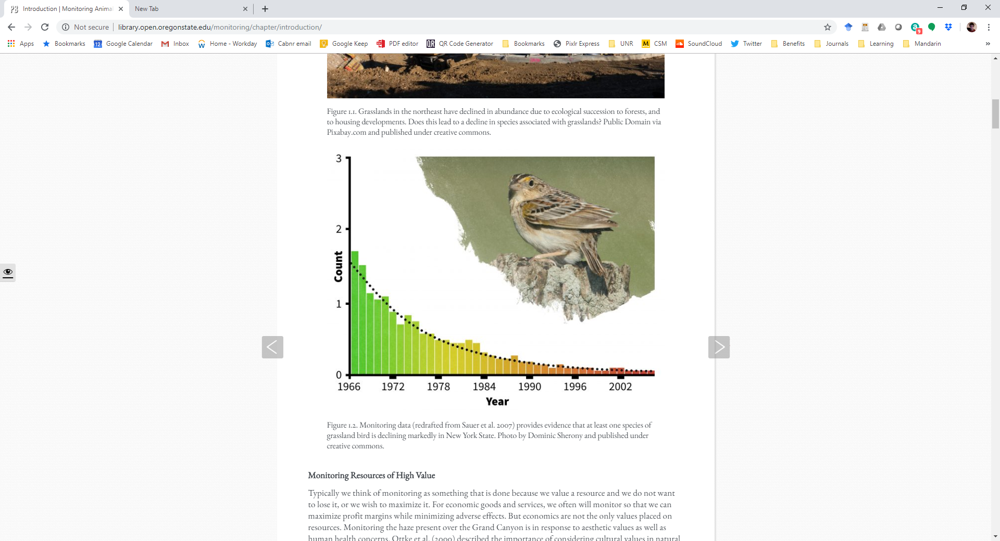 Introduction | Monitoring Anima
New Tab
Not secure
library.open.oregonstate.edu/monitoring/chapter/introduction/
9
Apps
Bookmarks
12
Google Calendar
Inbox
Home - Workday
Cabnr email
Google Keep
PDF editor
QR
QR Code Generator
Bookmarks
Pixlr Express
UNR
M
CSM
SoundCloud
Twitter
Benefits
Journals
Learning
Mandarin
»
Figure 1.1. Grasslands in the northeast have declined in abundance due to ecological succession to forests, and
to housing developments. Does this lead to a decline in species associated with grasslands? Public Domain via
Pixabay.com and published under creative commons.
3
2
1
0
Count
1966
1972
1978
1984
1990
1996
2002
Year
Figure 1.2. Monitoring data (redrafted from Sauer et al. 2007) provides evidence that at least one species of
grassland bird is declining markedly in New York State. Photo by Dominic Sherony and published under
creative commons.
Monitoring Resources of High Value
Typically we think of monitoring as something that is done because we value a resource and we do not want
to lose it, or we wish to maximize it. For economic goods and services, we often will monitor so that we can
maximize profit margins while minimizing adverse effects. But economics are not the only values placed on
resources. Monitoring the haze present over the Grand Canyon is in response to aesthetic values as well as
human health concerns. Ottke et al. (2000) described the importance of considering cultural values in natural